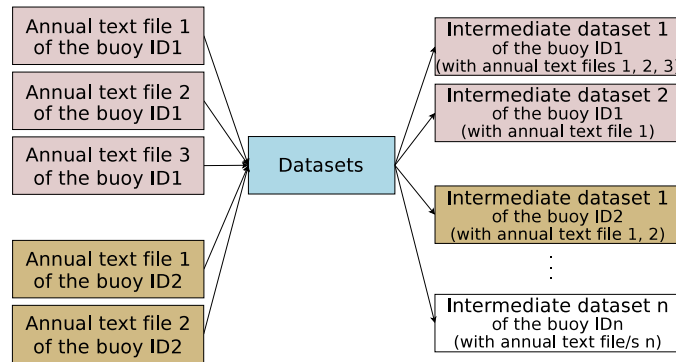 Annual text file 1
of the buoy ID1
Annual text file 2
of the buoy ID1
Annual text file 3
of the buoy ID1
Annual text file 1
of the buoy ID2
Annual text file 2
of the buoy ID2
Datasets
Intermediate dataset 1
of the buoy ID1
(with annual text files 1, 2, 3)
Intermediate dataset 2
of the buoy ID1
(with annual text file 1)
Intermediate dataset 1
of the buoy ID2
(with annual text file 1, 2)
Intermediate dataset n
of the buoy IDn
(with annual text file/s n)